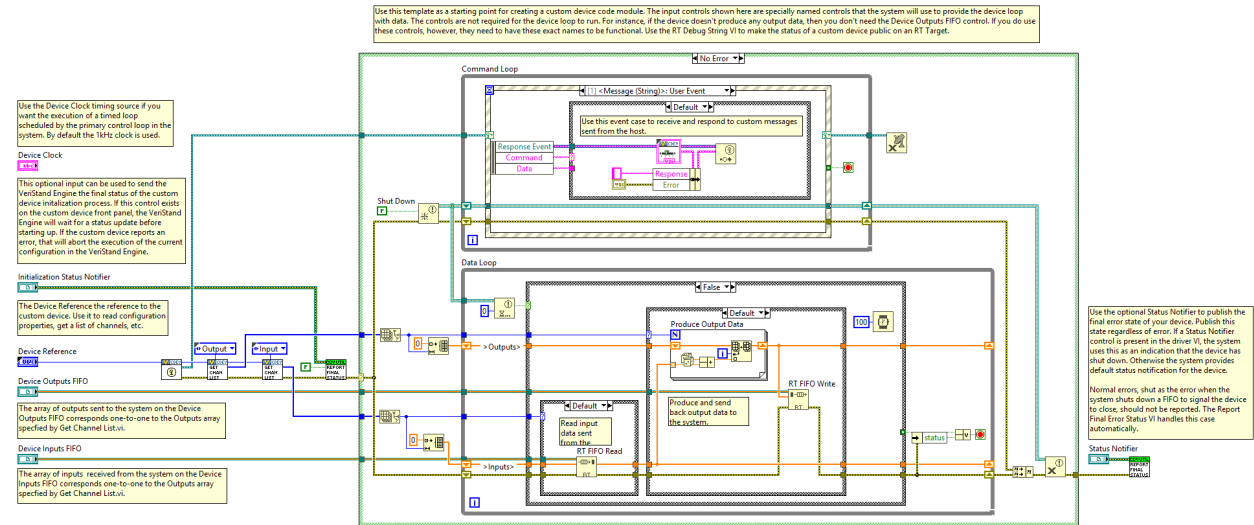 Use this template as a starting point for creating a custom device code module. The input controls shown here are specially named controls that the system will use to provide the device loop
with data. The controls are not required for the device loop to run. For instance, if the device doesn't produce any output data, then you don't need the Device Outputs FIFO control. If you do use
these controls, however, they need to have these exact names to be functional. Use the RT Debug String VI to make the status of a custom device public on an RT Target.
No Error
Command Loop
[1] <Message (String)>: User Event
Default
Use this event case to receive and respond to custom messages
sent from the host.
Response Event
Command
Data
Response
Error
Shut Down
F
i
Use the Device Clock timing source if you
want the execution of a timed loop
scheduled by the primary control loop in the
system. By default the 1kHz clock is used.
Device Clock
abc
This optional input can be used to send the
VeriStand Engine the final status of the custom
device initalization process. If this control exists
on the custom device front panel, the VeriStand
Engine will wait for a status update before
starting up. If the custom device reports an
error, that will abort the execution of the current
configuration in the VeriStand Engine.
Initialization Status Notifier
The Device Reference the reference to the
custom device. Use it to read configuration
properties, get a list of channels, etc.
Device Reference
Output
Input
GET
CHAN
LIST
GET
CHAN
LIST
F
REPORT
FINAL
STATUS
Device Outputs FIFO
The array of outputs sent to the system on the Device
Outputs FIFO corresponds one-to-one to the Outputs array
specfied by Get Channel List.vi.
Device Inputs FIFO
The array of inputs received from the system on the Device
Inputs FIFO corresponds one-to-one to the Outputs array
specfied by Get Channel List.vi.
Data Loop
False
0
Default
Produce Output Data
N
i
100
0
>Outputs>
RT FIFO Write
RT
Produce and send
back output data to
the system.
Default
Read input
data sent
from the
RT FIFO Read
RT
0
>Inputs>
status
i
Use the optional Status Notifier to publish the
final error state of your device. Publish this
state regardless of error. If a Status Notifier
control is present in the driver VI, the system
uses this as an indication that the device has
shut down. Otherwise the system provides
default status notification for the device.
Normal errors, shut as the error when the
system shuts down a FIFO to signal the device
to close, should not be reported. The Report
Final Error Status VI handles this case
automatically.
Status Notifier
REPORT
FINAL
STATUS